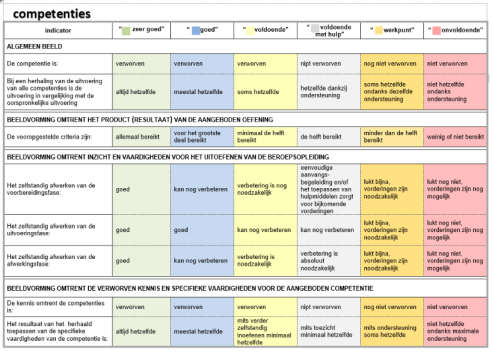 competenties
indicator
“ zeer goed”
“ goed”
“ voldoende”
“ voldoende met hulp”
“ werkpunt”
“ onvoldoende”
ALGEMEEN BEELD
De competentie is:
verworven
verworven
verworven
nipt verworven
nog niet verworven
niet verworven
Bij een herhaling van de uitvoering
van alle competenties is de
uitvoering in vergelijking met de
oorspronkelijke uitvoering
altijd hetzelfde
meestal hetzelfde
soms hetzelfde
hetzelfde dankzij
ondersteuning
soms hetzelfde
ondanks dezelfde
ondersteuning
niet hetzelfde
ondanks
ondersteuning
BEELDVORMING OMTRENT HET PRODUCT (RESULTAAT) VAN DE AANGEBODEN OEFENING
De vooropgestelde criteria zijn:
allemaal bereikt
voor het grootste
deel bereikt
minimaal de helft
bereikt
de helft bereikt
minder dan de helft
bereikt
weinig of niet bereikt
BEELDVORMING OMTRENT INZICHT EN VAARDIGHEDEN VOOR HET UITOEFENEN VAN DE BEROEPSOPLEIDING
Het zelfstandig afwerken van de
voorbereidingsfase:
goed
kan nog verbeteren
verbetering is nog
noodzakelijk
eenvoudige
aanvangs-
begeleiding en/of
het toepassen van
hulpmiddelen zorgt
voor bijkomende
vorderingen
lukt bijna,
vorderingen zijn
noodzakelijk
lukt nog niet,
vorderingen zijn nog
mogelijk
Het zelfstandig afwerken van de
uitvoeringsfase:
goed
goed
kan nog verbeteren
kan nog verbeteren
lukt bijna,
vorderingen zijn
noodzakelijk
lukt nog niet,
vorderingen zijn nog
mogelijk
Het zelfstandig afwerken van de
afwerkingsfase:
goed
kan nog verbeteren
verbetering is nog
noodzakelijk
verbetering is
absoluut
noodzakelijk
lukt bijna,
vorderingen zijn
noodzakelijk
lukt nog niet,
vorderingen zijn nog
mogelijk
BEELDVORMING OMTRENT DE VERWORVEN KENNIS EN SPECIFIEKE VAARDIGHEDEN VOOR DE AANGEBODEN COMPETENTIE
De kennis omtrent de competenties
is:
verworven
verworven
verworven
nipt verworven
nog niet verworven
niet verworven
Het resultaat van het herhaald
toepassen van de specifieke
vaardigheden van de competentie is:
altijd hetzelfde
meestal hetzelfde
mits verder
zelfstandig
inoefenen minimaal
hetzelfde
mits toezicht
minimaal hetzelfde
mits ondersteuning
soms hetzelfde
niet hetzelfde
ondanks maximale
ondersteuning